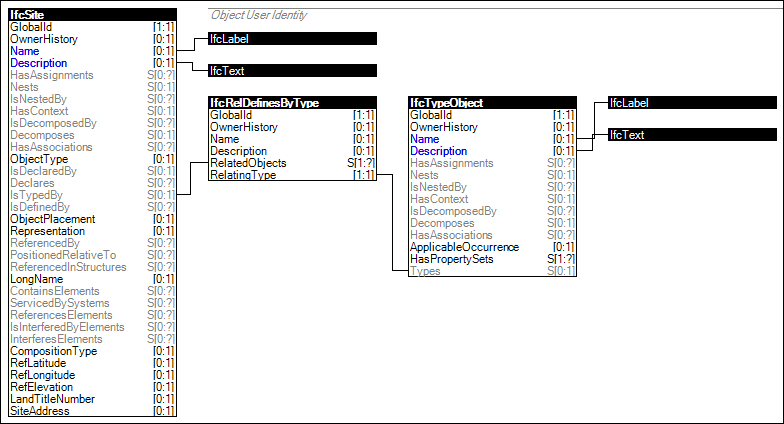 Object User Identity
IfcSite
GlobalId [1:1]
OwnerHistory [0:1]
Name [0:1]
Description [0:1]
HasAssignments S[0:?]
Nests S[0:1]
IsNestedBy S[0:?]
HasContext S[0:1]
IsDecomposedBy S[0:?]
Decomposes S[0:1]
HasAssociations S[0:?]
ObjectType [0:1]
IsDeclaredBy S[0:1]
Declares S[0:?]
IsTypedBy S[0:1]
IsDefinedBy S[0:?]
ObjectPlacement [0:1]
Representation [0:1]
ReferencedBy S[0:?]
PositionedRelativeTo S[0:?]
ReferencedInStructures S[0:?]
LongName [0:1]
ContainsElements S[0:?]
ServicedBySystems S[0:?]
ReferencesElements S[0:?]
IsInterferedByElements S[0:?]
InterferesElements S[0:?]
CompositionType [0:1]
RefLatitude [0:1]
RefLongitude [0:1]
RefElevation [0:1]
LandTitleNumber [0:1]
SiteAddress [0:1]
IfcLabel
IfcText
IfcRelDefinesByType
GlobalId [1:1]
OwnerHistory [0:1]
Name [0:1]
Description [0:1]
RelatedObjects S[1:?]
RelatingType [1:1]
IfcTypeObject
GlobalId [1:1]
OwnerHistory [0:1]
Name [0:1]
Description [0:1]
HasAssignments S[0:?]
Nests S[0:1]
IsNestedBy S[0:?]
HasContext S[0:1]
IsDecomposedBy S[0:?]
Decomposes S[0:1]
HasAssociations S[0:?]
ApplicableOccurrence [0:1]
HasPropertySets S[1:?]
Types S[0:1]
IfcLabel
IfcText